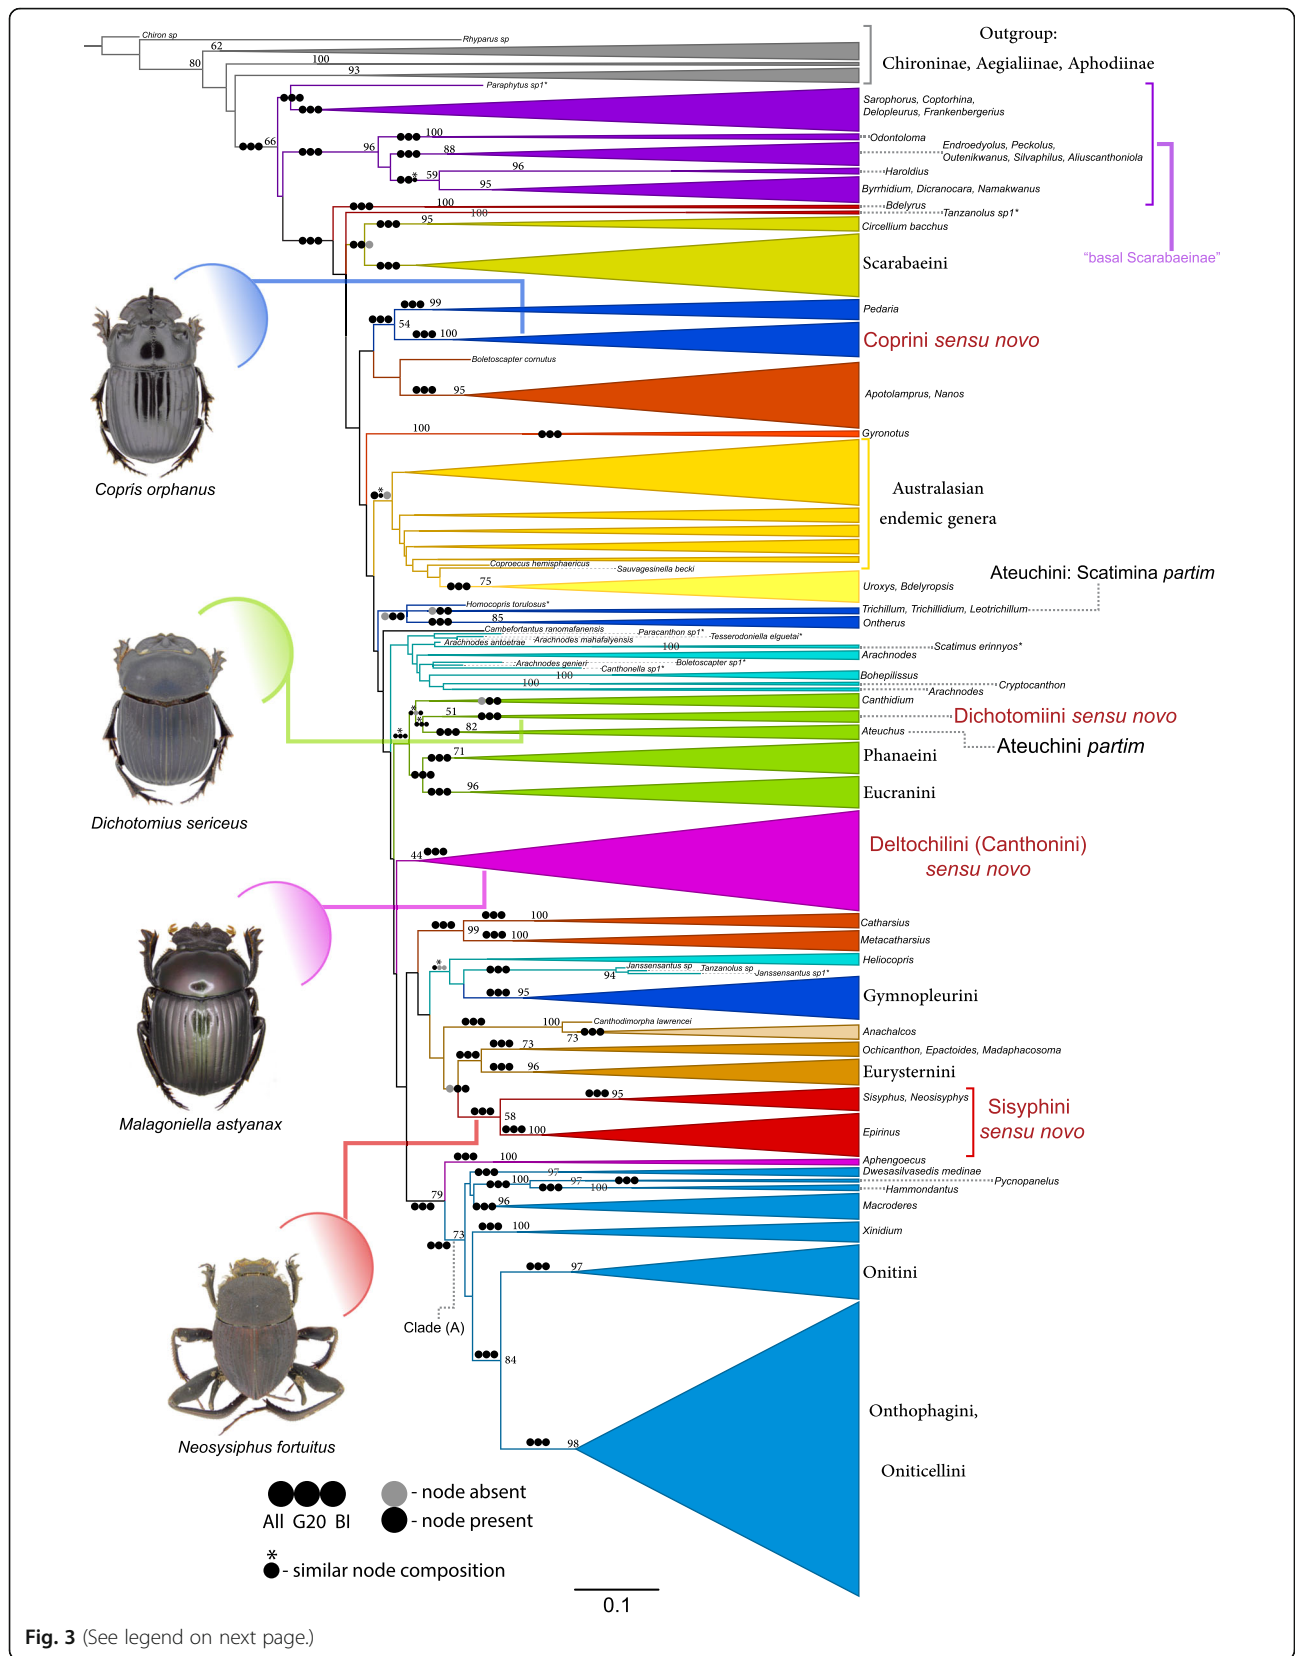 Chiron sp
Rhyparus sp
62
80
100
93
Outgroup:
Chironinae, Aegialiinae, Aphodiinae
Paraphytus sp1*
Sarophorus, Coptorhina,
Delopleurus, Frankenbergerius
66
100
Odontoloma
96
88
Endroedyolus, Peckolus,
Outenikwanus, Silvaphilus, Aliuscanthoniola
96
Haroldius
*
59
95
Byrrhidium, Dicranocara, Namakwanus
100
Bdelyrus
100
Tanzanolus sp1*
95
Circellium bacchus
Scarabaeini
"basal Scarabaeinae"
99
Pedaria
54
100
Coprini sensu novo
Boletoscapter cornutus
95
Apotolamprus, Nanos
100
Gyronotus
Copris orphanus
*
Australasian
endemic genera
Coproecus hemisphaericus
Sauvagesinella becki
75
Uroxys, Bdelyropsis
Ateuchini: Scatimina partim
Homocopris torulosus*
Trichillum, Trichillidium, Leotrichillum
85
Ontherus
Cambefortantus ranomafanensis
Paracanthon sp1*
Tesserodoniella elguetai*
Arachnodes antoetrae
Arachnodes mahafalyensis
100
Scatimus erinnyos*
Arachnodes
Arachnodes genieri
Boletoscapter sp1*
Canthonella sp1*
100
Bohepilissus
100
Cryptocanthon
Arachnodes
Canthidium
*
51
Dichotomiini sensu novo
*
82
Ateuchus
*
Ateuchini partim
71
Phanaeini
96
Eucranini
Dichotomius sericeus
44
Deltochilini (Canthonini)
sensu novo
100
Catharsius
99
100
Metacatharsius
*
Heliocopris
Janssensantus sp
Tanzanolus sp
94
Janssensantus sp1*
95
Gymnopleurini
100
Canthodimorpha lawrencei
73
Anachalcos
73
Ochicanthon, Epactoides, Madaphacosoma
96
Eurysternini
95
Sisyphus, Neosisyphys
58
100
Epirinus
Sisyphini
sensu novo
Malagoniella astyanax
100
Aphengoecus
97
Dwesasilvasedis medinae
100
97
Pycnopanelus
100
Hammondantus
79
96
Macroderes
100
Xinidium
73
97
Onitini
Clade (A)
84
98
Onthophagini,
Oniticellini
Neosysiphus fortuitus
- node absent
All G20 BI
- node present
*
- similar node composition
0.1
Fig. 3 (See legend on next page.)